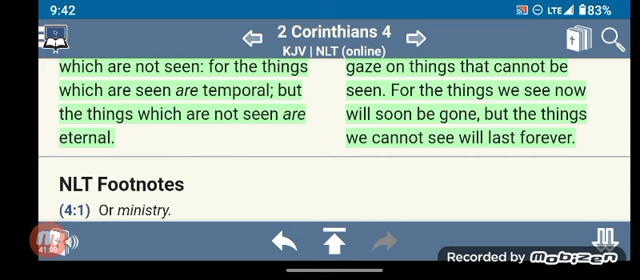 9:42
LTE 83%
2 Corinthians 4
KJV | NLT (online)
which are not seen: for the things
which are seen are temporal; but
the things which are not seen are
eternal.
gaze on things that cannot be
seen. For the things we see now
will soon be gone, but the things
we cannot see will last forever.
NLT Footnotes
(4:1) Or ministry.
41:09
Recorded by Mobizen